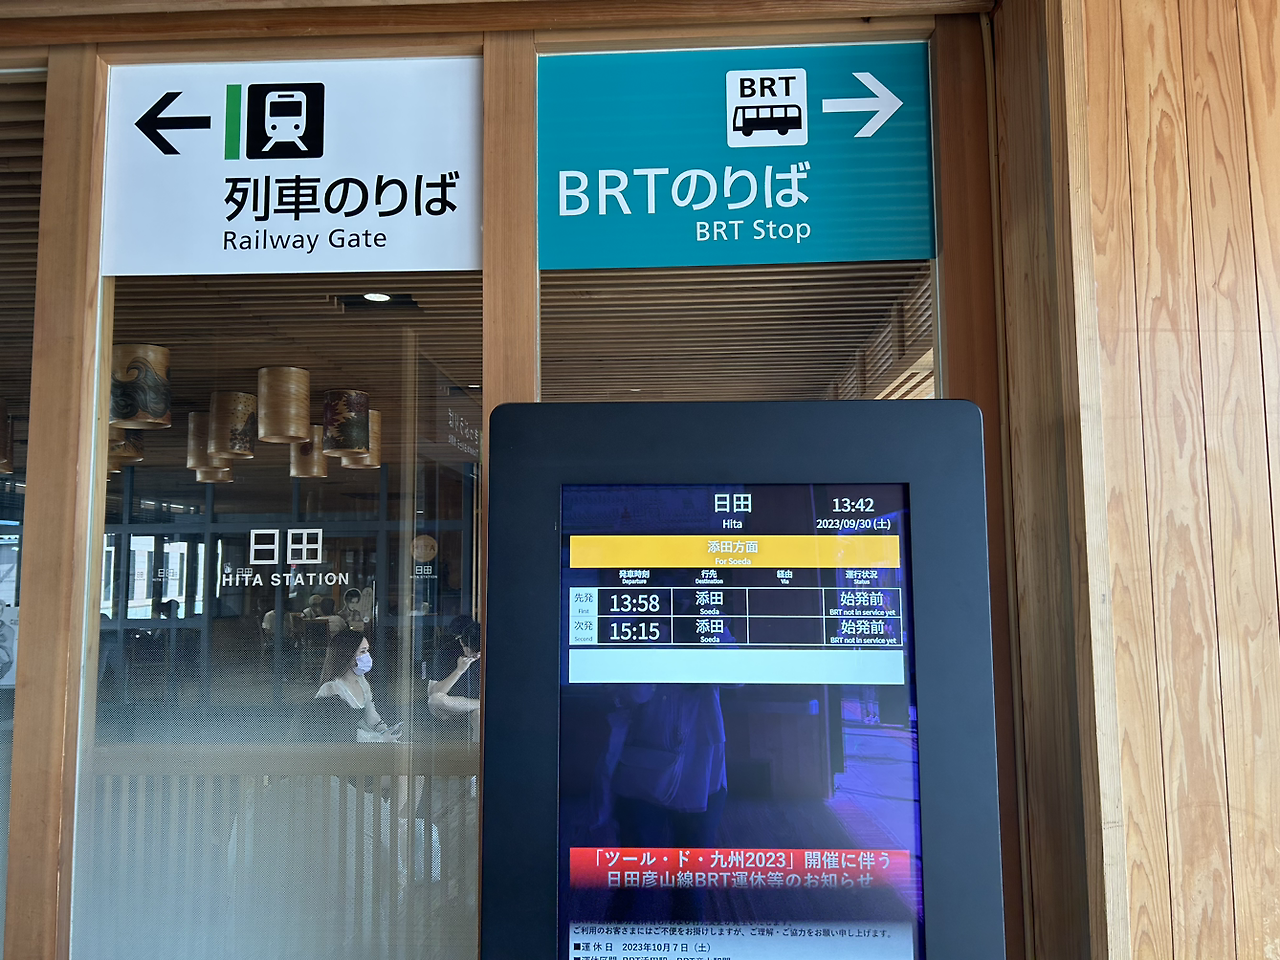 列車のりば
Railway Gate
BRT
BRTのりば
BRT Stop
日田
HITA STATION
日田
Hita
13:42
2023/09/30 (土)
添田方面
For Soeda
発車時刻 行先 経由 運行状況
Departure Destination Via Status
先発 13:58 添田 始発前
First Soeda BRT not in service yet
次発 15:15 添田 始発前
Second Soeda BRT not in service yet
「ツール・ド・九州2023」開催に伴う
日田彦山線BRT運休等のお知らせ
ご利用のお客さまにはご不便をお掛けしますが、ご理解・ご協力をお願い申し上げます。
■運休日 2023年10月7日（土）